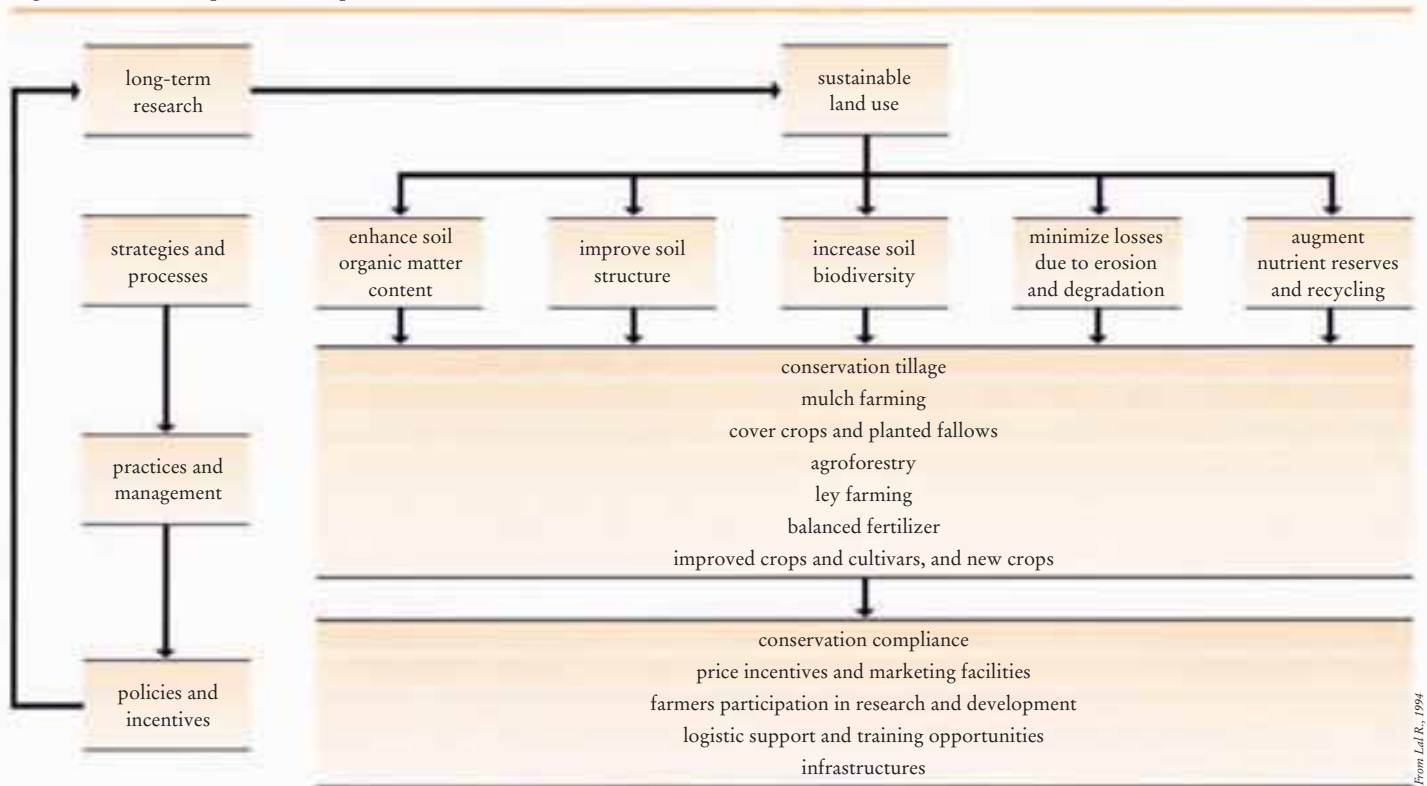 long-term
research
sustainable
land use
strategies and
processes
enhance soil
organic matter
content
improve soil
structure
increase soil
biodiversity
minimize losses
due to erosion
and degradation
augment
nutrient reserves
and recycling
practices and
management
conservation tillage
mulch farming
cover crops and planted fallows
agroforestry
ley farming
balanced fertilizer
improved crops and cultivars, and new crops
policies and
incentives
conservation compliance
price incentives and marketing facilities
farmers participation in research and development
logistic support and training opportunities
infrastructures
From Lal R., 1994